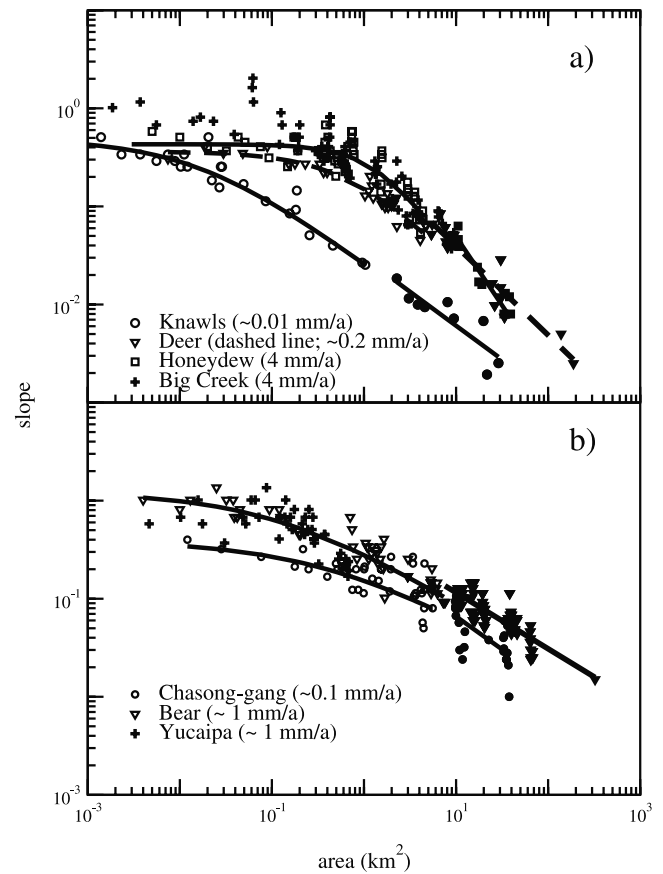 a)
10^0
10^-2
Knawls (~0.01 mm/a)
Deer (dashed line; ~0.2 mm/a)
Honeydew (4 mm/a)
Big Creek (4 mm/a)
slope
b)
10^0
10^-1
Chasong-gang (~0.1 mm/a)
Bear (~ 1 mm/a)
Yucaipa (~ 1 mm/a)
10^-3
10^-3 10^-1 10^1 10^3
area (km^2)